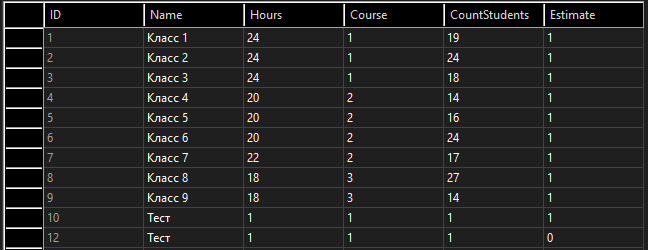 ID Name Hours Course CountStudents Estimate
1 Класс 1 24 1 19 1
2 Класс 2 24 1 24 1
3 Класс 3 24 1 18 1
4 Класс 4 20 2 14 1
5 Класс 5 20 2 16 1
6 Класс 6 20 2 24 1
7 Класс 7 22 2 17 1
8 Класс 8 18 3 27 1
9 Класс 9 18 3 14 1
10 Тест 1 1 1 1
12 Тест 1 1 1 0